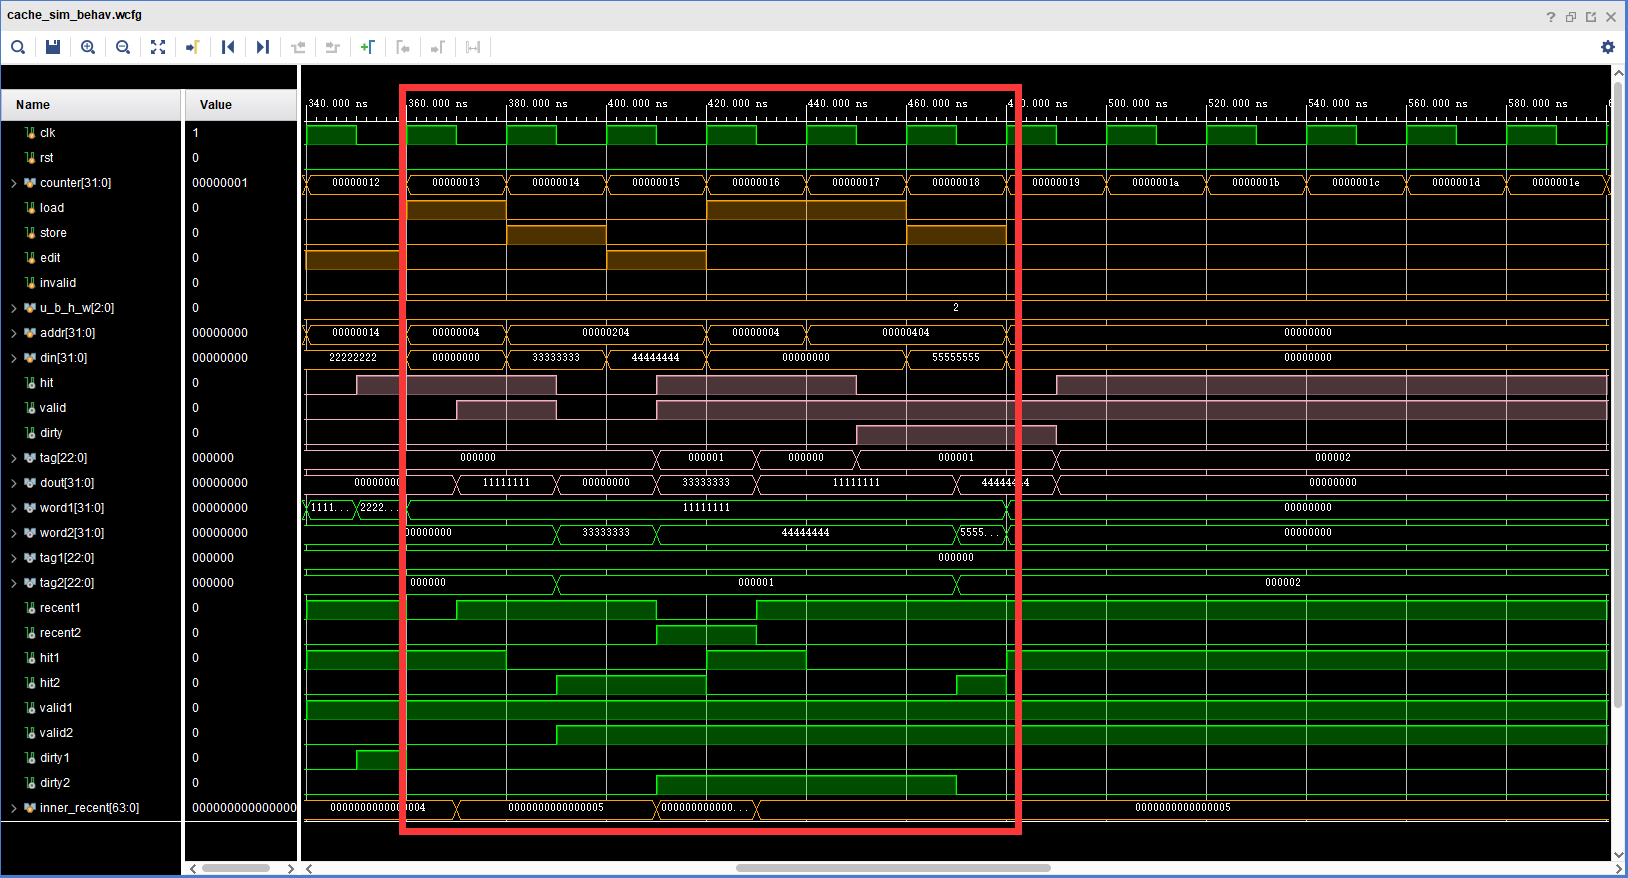 cache_sim_behav.wcfg
Name Value
340.000 ns 360.000 ns 380.000 ns 400.000 ns 420.000 ns 440.000 ns 460.000 ns 500.000 ns 520.000 ns 540.000 ns 560.000 ns 580.000 ns
clk 1
rst 0
counter[31:0] 00000001 00000012 00000013 00000014 00000015 00000016 00000017 00000018 00000019 0000001a 0000001b 0000001c 0000001d 0000001e
load 0
store 0
edit 0
invalid 0
u_b_h_w[2:0] 0 2
addr[31:0] 00000000 00000014 00000004 00000204 00000004 00000404 00000000
din[31:0] 00000000 22222222 00000000 33333333 44444444 00000000 55555555 00000000
hit 0
valid 0
dirty 0
tag[22:0] 000000 000000 000001 000000 000001 000002
dout[31:0] 00000000 00000000 11111111 00000000 33333333 11111111 44444444 00000000
word1[31:0] 00000000 1111... 2222... 11111111 00000000
word2[31:0] 00000000 00000000 33333333 44444444 5555... 00000000
tag1[22:0] 000000 000000
tag2[22:0] 000000 000000 000001 000002
recent1 0
recent2 0
hit1 0
hit2 0
valid1 0
valid2 0
dirty1 0
dirty2 0
inner_recent[63:0] 000000000000000 0000000000000004 0000000000000005 000000000000... 0000000000000005